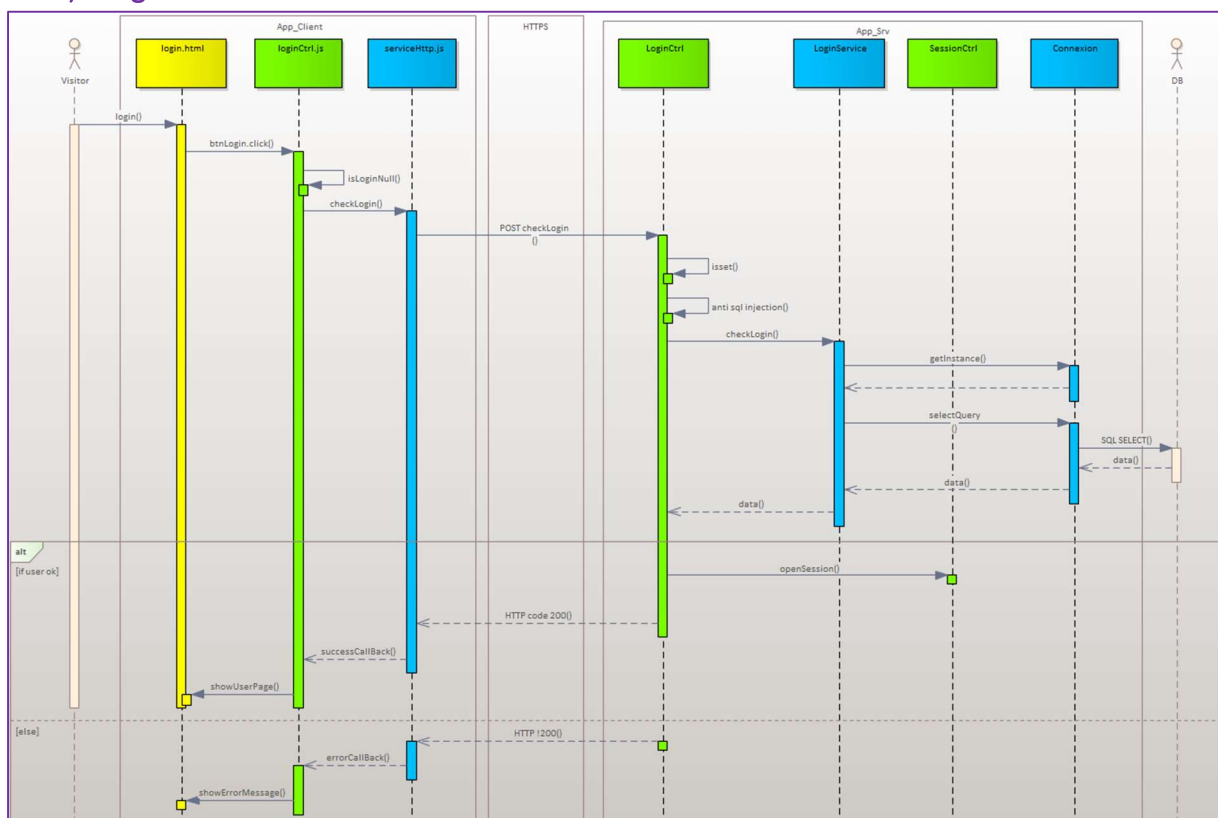 App_Client
HTTPS
App_Srv
login.html
loginCtrl.js
serviceHttp.js
LoginCtrl
LoginService
SessionCtrl
Connexion
Visitor
DB
login()
btnLogin.click()
isLoginNull()
checkLogin()
POST checkLogin
()
isset()
anti sql injection()
checkLogin()
getInstance()
selectQuery
()
SQL SELECT()
data()
data()
data()
alt
[if user ok]
openSession()
HTTP code 200()
successCallBack()
showUserPage()
[else]
HTTP !200()
errorCallBack()
showErrorMessage()